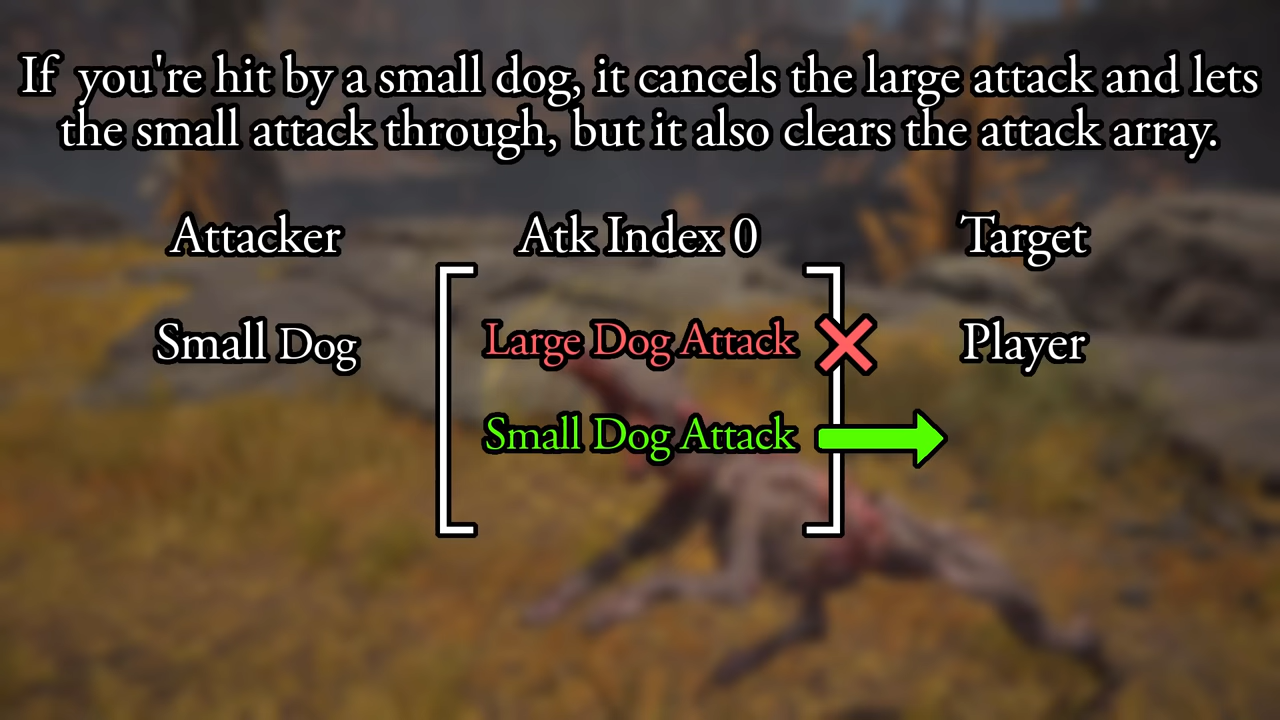 If you're hit by a small dog, it cancels the large attack and lets
the small attack through, but it also clears the attack array.
Attacker
Atk Index 0
Target
Small Dog
Large Dog Attack
Player
Small Dog Attack